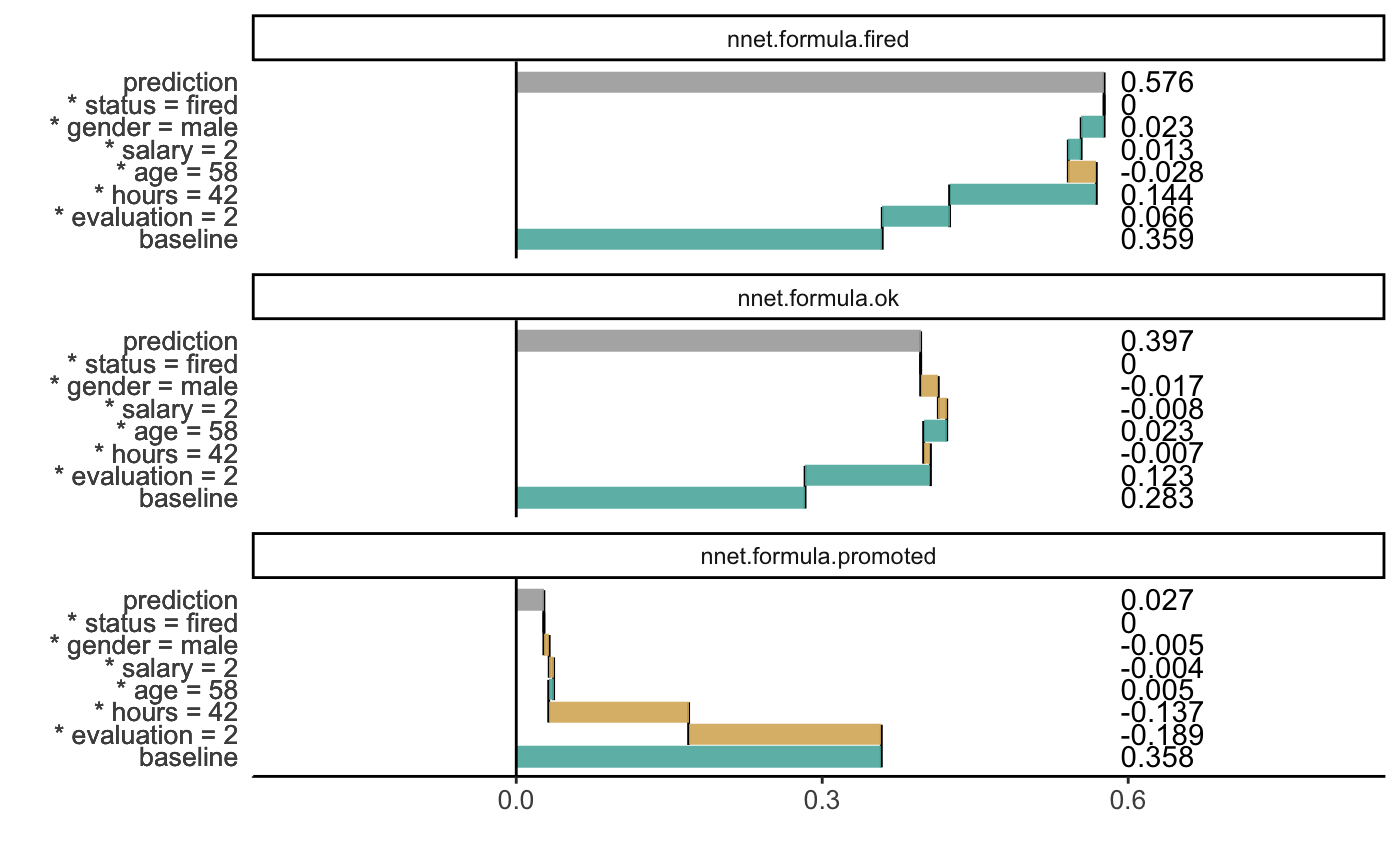 nnet.formula.fired
prediction 0.576
* status = fired 0
* gender = male 0.023
* salary = 2 0.013
* age = 58 -0.028
* hours = 42 0.144
* evaluation = 2 0.066
baseline 0.359
nnet.formula.ok
prediction 0.397
* status = fired 0
* gender = male -0.017
* salary = 2 -0.008
* age = 58 0.023
* hours = 42 -0.007
* evaluation = 2 0.123
baseline 0.283
nnet.formula.promoted
prediction 0.027
* status = fired 0
* gender = male -0.005
* salary = 2 -0.004
* age = 58 0.005
* hours = 42 -0.137
* evaluation = 2 -0.189
baseline 0.358
0.0 0.3 0.6